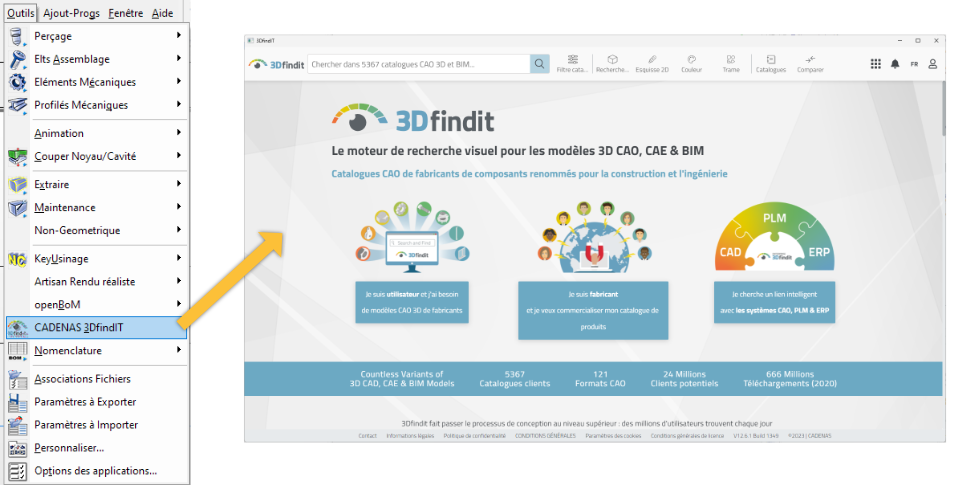 Outils Ajout-Progs Fenêtre Aide
Perçage
Elts Assemblage
Eléments Mécaniques
Profilés Mécaniques
Animation
Couper Noyau/Cavité
Extraire
Maintenance
Non-Geometrique
KeyUsinage
Artisan Rendu réaliste
openBoM
CADENAS 3DfindIT
Nomenclature
Associations Fichiers
Paramètres à Exporter
Paramètres à Importer
Personnaliser...
Options des applications...
3DfindIT
3Dfindit Chercher dans 5367 catalogues CAO 3D et BIM...
Filtre cata... Recherche... Esquisse 2D Couleur Trame Catalogues Comparer FR
3Dfindit
Le moteur de recherche visuel pour les modèles 3D CAO, CAE & BIM
Catalogues CAO de fabricants de composants renommés pour la construction et l'ingénierie
Search and Find
3Dfindit
PLM
CAD ERP
3Dfindit
Je suis utilisateur et j'ai besoin
de modèles CAO 3D de fabricants
Je suis fabricant
et je veux commercialiser mon catalogue de
produits
Je cherche un lien intelligent
avec les systèmes CAO, PLM & ERP
Countless Variants of
3D CAD, CAE & BIM Models
5367
Catalogues clients
121
Formats CAO
24 Millions
Clients potentiels
666 Millions
Téléchargements (2020)
3Dfindit fait passer le processus de conception au niveau supérieur : des millions d'utilisateurs trouvent chaque jour
Contact Informations légales Politique de confidentialité CONDITIONS GÉNÉRALES Paramètres des cookies Conditions générales de licence V12.6.1 Build 1349 ©2023 | CADENAS